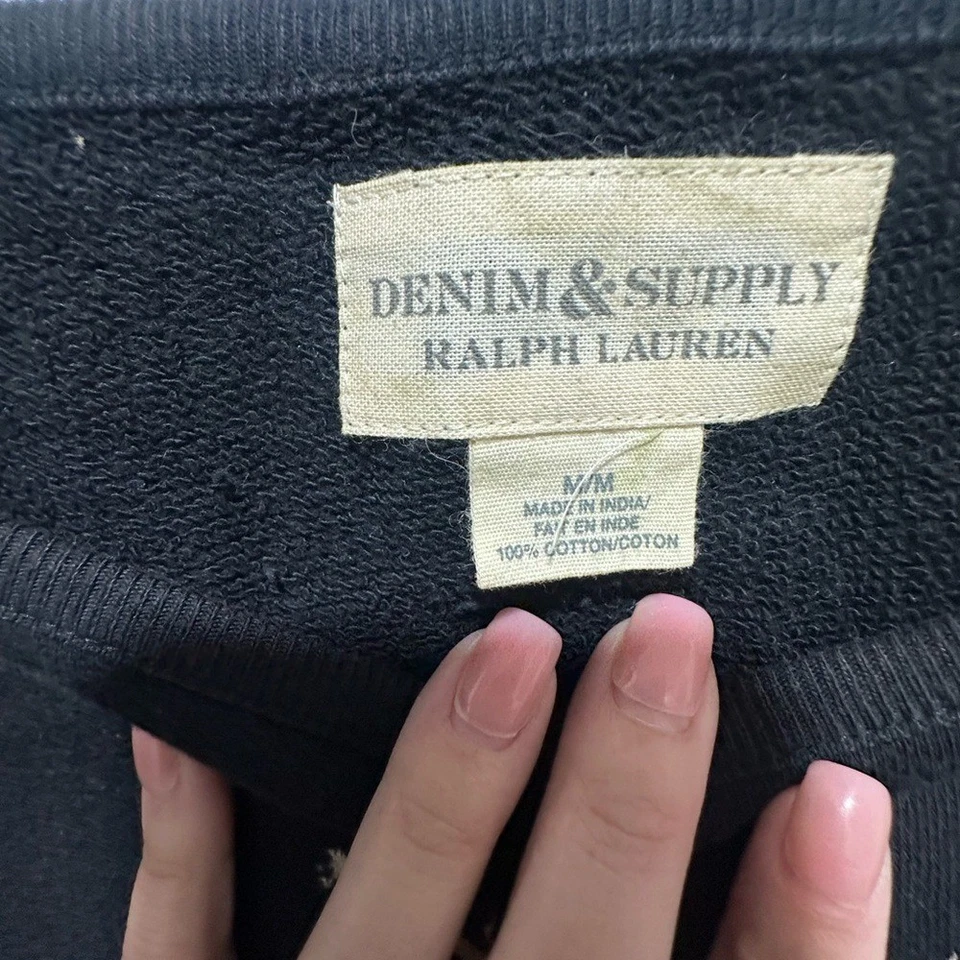 DENIM & SUPPLY
RALPH LAUREN
M/M
MADE IN INDIA/
FAIT EN INDE
100% COTTON/COTON